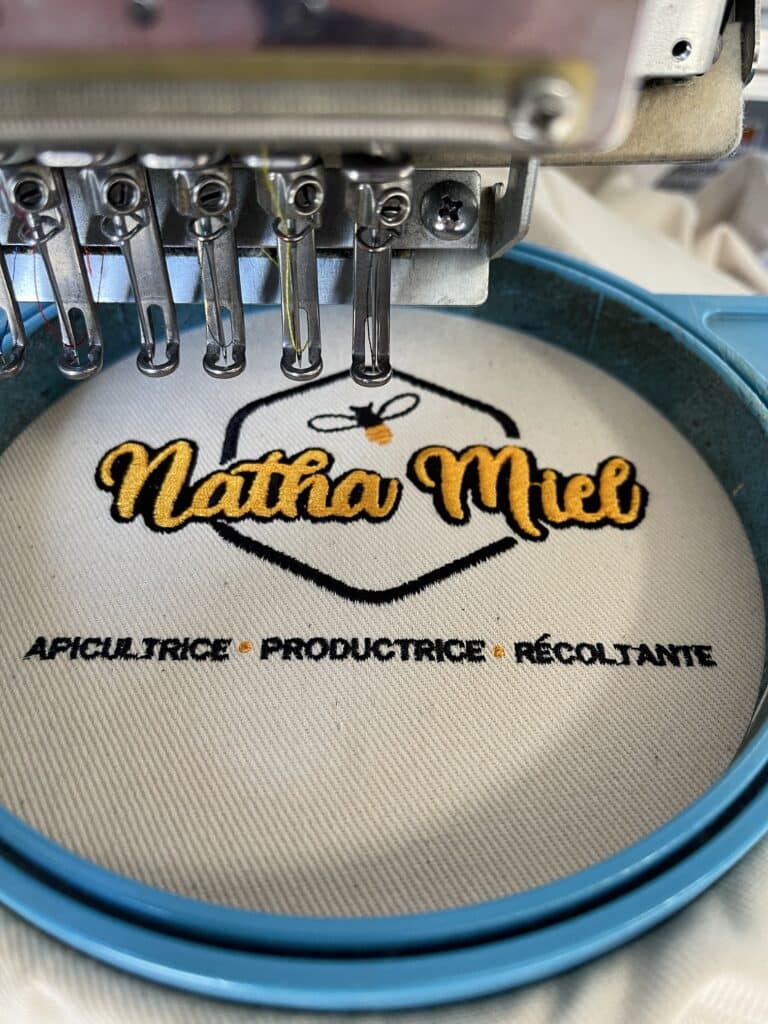 Natha Miel
APICULTRICE • PRODUCTRICE • RÉCOLTANTE